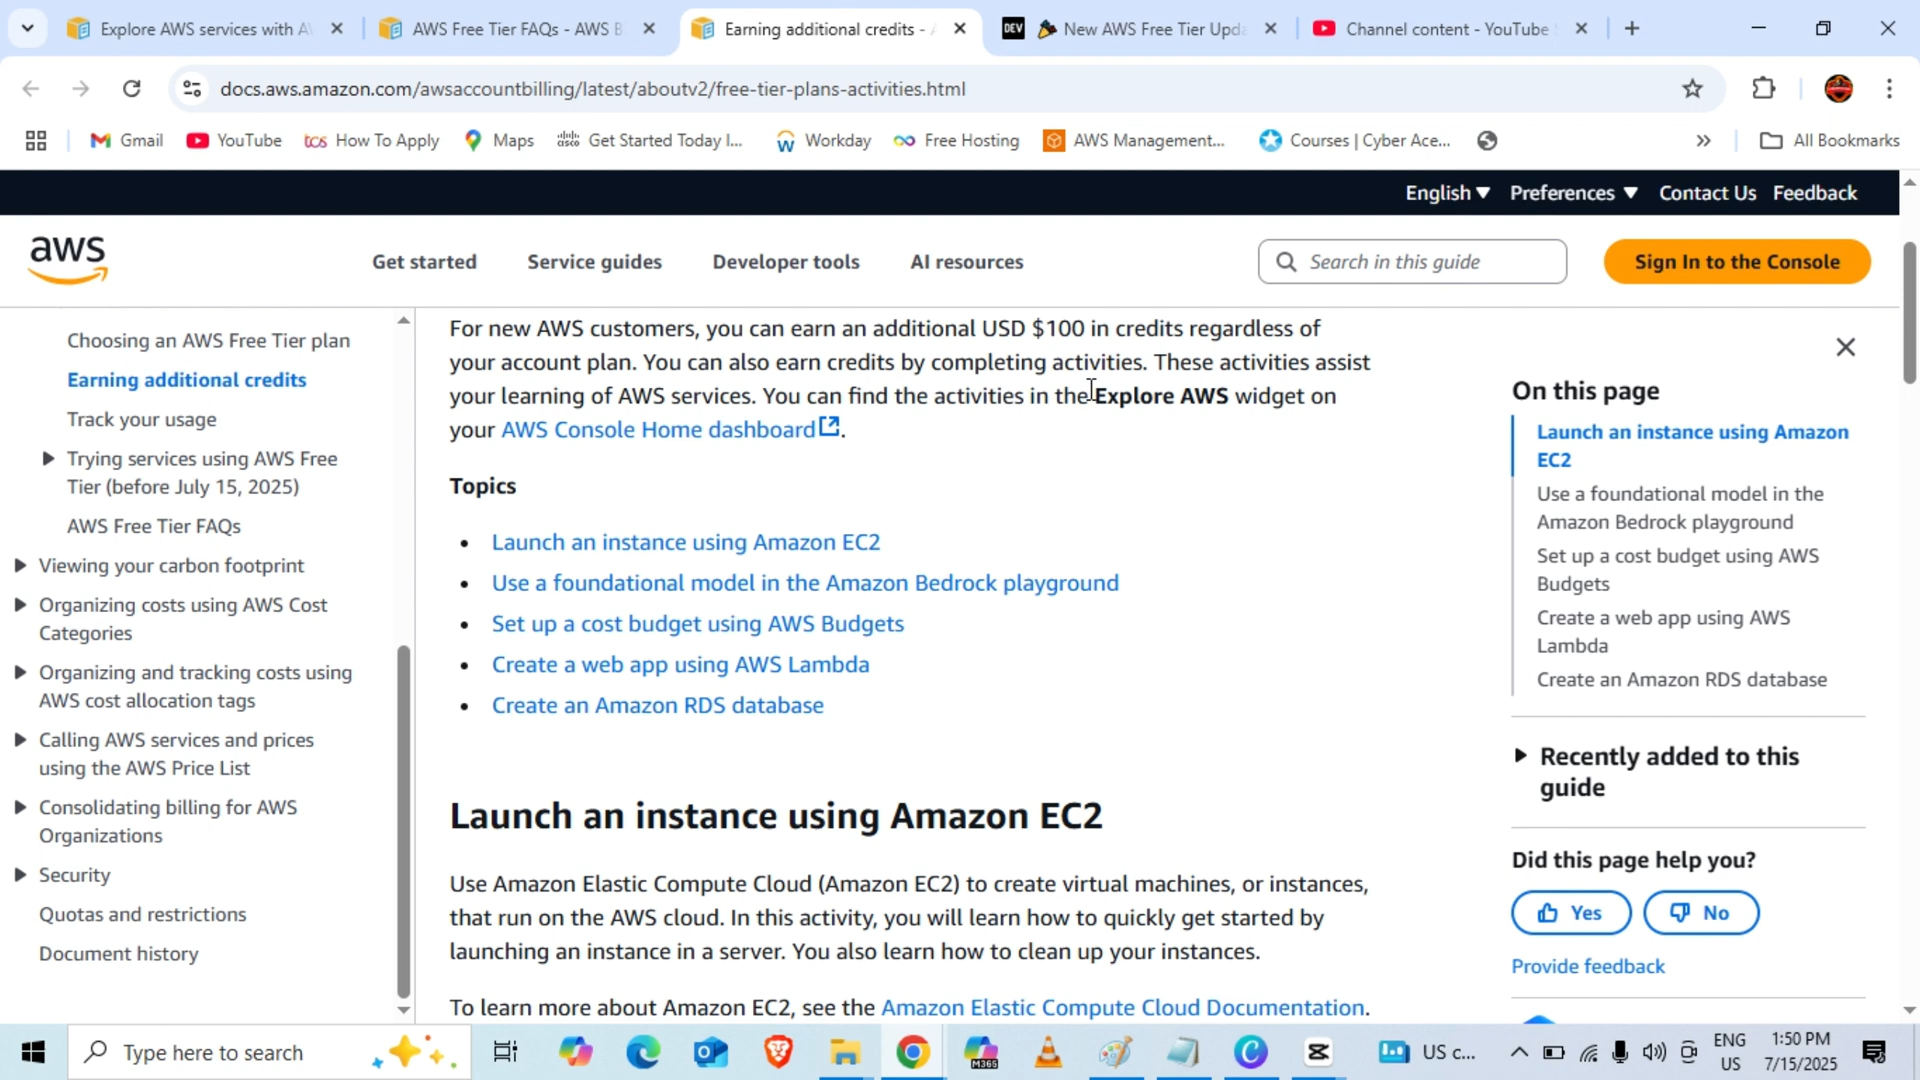 Explore AWS services with A
AWS Free Tier FAQs - AWS B
Earning additional credits - A
DEV
New AWS Free Tier Upda
Channel content - YouTube S
docs.aws.amazon.com/awsaccountbilling/latest/aboutv2/free-tier-plans-activities.html
Gmail
YouTube
tcs How To Apply
Maps
Get Started Today I...
Workday
Free Hosting
AWS Management...
Courses | Cyber Ace...
All Bookmarks
English
Preferences
Contact Us
Feedback
aws
Get started
Service guides
Developer tools
AI resources
Search in this guide
Sign In to the Console
Choosing an AWS Free Tier plan
Earning additional credits
Track your usage
Trying services using AWS Free
Tier (before July 15, 2025)
AWS Free Tier FAQs
Viewing your carbon footprint
Organizing costs using AWS Cost
Categories
Organizing and tracking costs using
AWS cost allocation tags
Calling AWS services and prices
using the AWS Price List
Consolidating billing for AWS
Organizations
Security
Quotas and restrictions
Document history
For new AWS customers, you can earn an additional USD $100 in credits regardless of
your account plan. You can also earn credits by completing activities. These activities assist
your learning of AWS services. You can find the activities in the Explore AWS widget on
your AWS Console Home dashboard.
Topics
• Launch an instance using Amazon EC2
• Use a foundational model in the Amazon Bedrock playground
• Set up a cost budget using AWS Budgets
• Create a web app using AWS Lambda
• Create an Amazon RDS database
Launch an instance using Amazon EC2
Use Amazon Elastic Compute Cloud (Amazon EC2) to create virtual machines, or instances,
that run on the AWS cloud. In this activity, you will learn how to quickly get started by
launching an instance in a server. You also learn how to clean up your instances.
To learn more about Amazon EC2, see the Amazon Elastic Compute Cloud Documentation.
On this page
Launch an instance using Amazon
EC2
Use a foundational model in the
Amazon Bedrock playground
Set up a cost budget using AWS
Budgets
Create a web app using AWS
Lambda
Create an Amazon RDS database
Recently added to this
guide
Did this page help you?
Yes
No
Provide feedback
Type here to search
M365
US c...
ENG
US
1:50 PM
7/15/2025